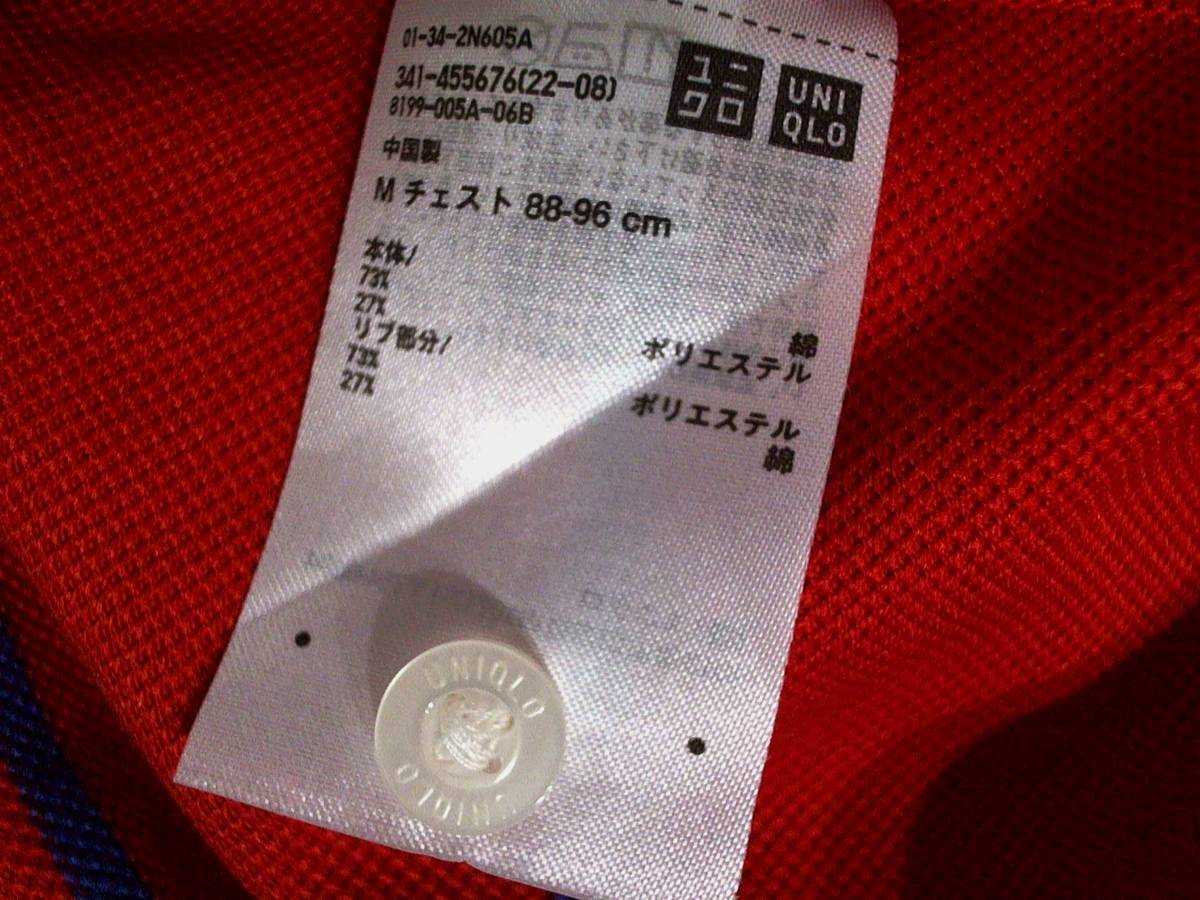 01-34-2N605A
341-455676(22-08)
8199-005A-06B
ユニ
クロ
UNI
QLO
中国製
M チェスト 88-96 cm
本体/
73% 綿
27% ポリエステル
リブ部分/
73% ポリエステル
27% 綿
UNIQLO
UNIQLO